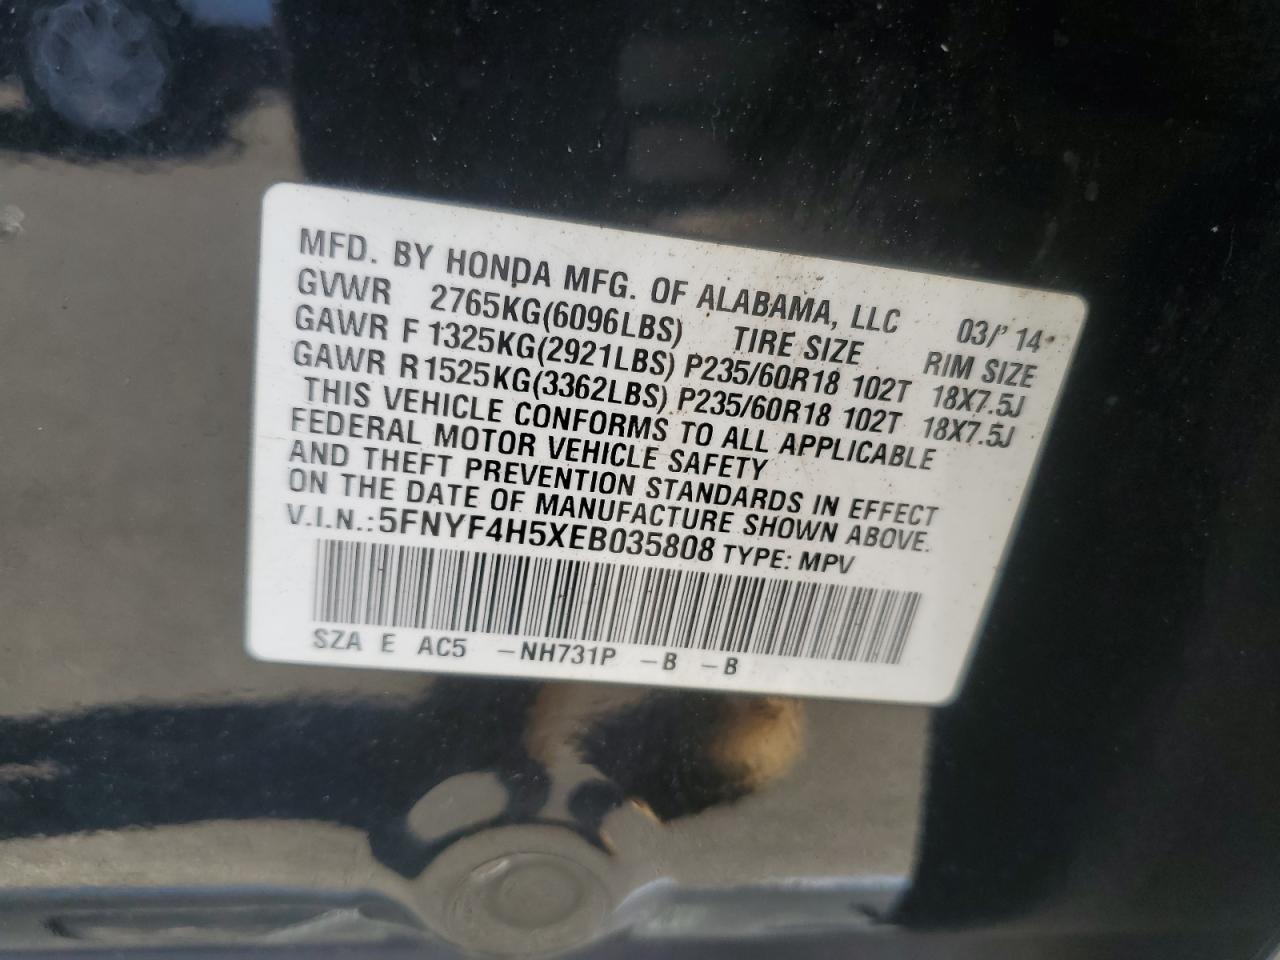 MFD. BY HONDA MFG. OF ALABAMA, LLC 03/' 14
GVWR 2765KG(6096LBS) TIRE SIZE RIM SIZE
GAWR F 1325KG(2921LBS) P235/60R18 102T 18X7.5J
GAWR R 1525KG(3362LBS) P235/60R18 102T 18X7.5J
THIS VEHICLE CONFORMS TO ALL APPLICABLE
FEDERAL MOTOR VEHICLE SAFETY
AND THEFT PREVENTION STANDARDS IN EFFECT
ON THE DATE OF MANUFACTURE SHOWN ABOVE.
V.I.N.:5FNYF4H5XEB035808 TYPE: MPV
SZA E AC5 -NH731P -B -B